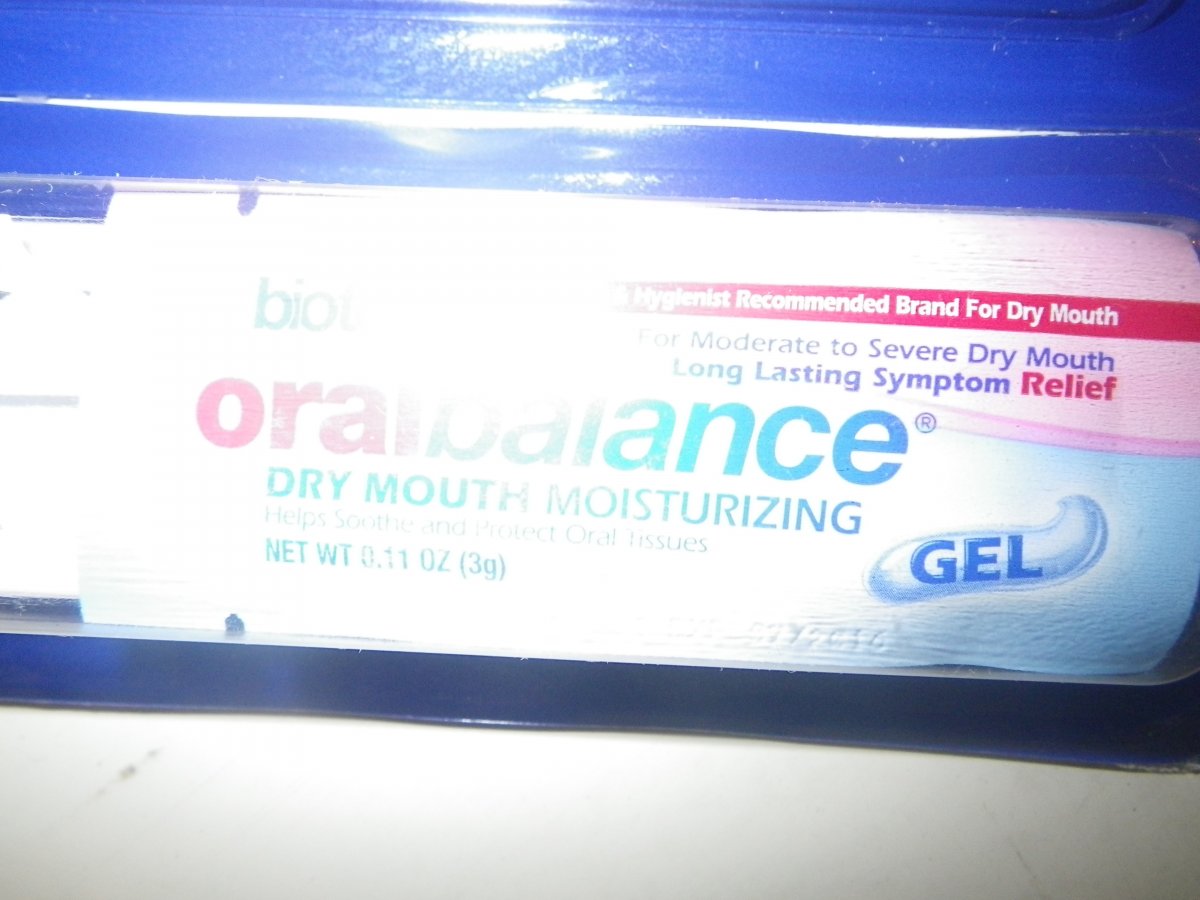 biot
& Hygienist Recommended Brand For Dry Mouth
For Moderate to Severe Dry Mouth
Long Lasting Symptom Relief
oralbalance®
DRY MOUTH MOISTURIZING
Helps Soothe and Protect Oral Tissues
NET WT 0.11 OZ (3g)
GEL